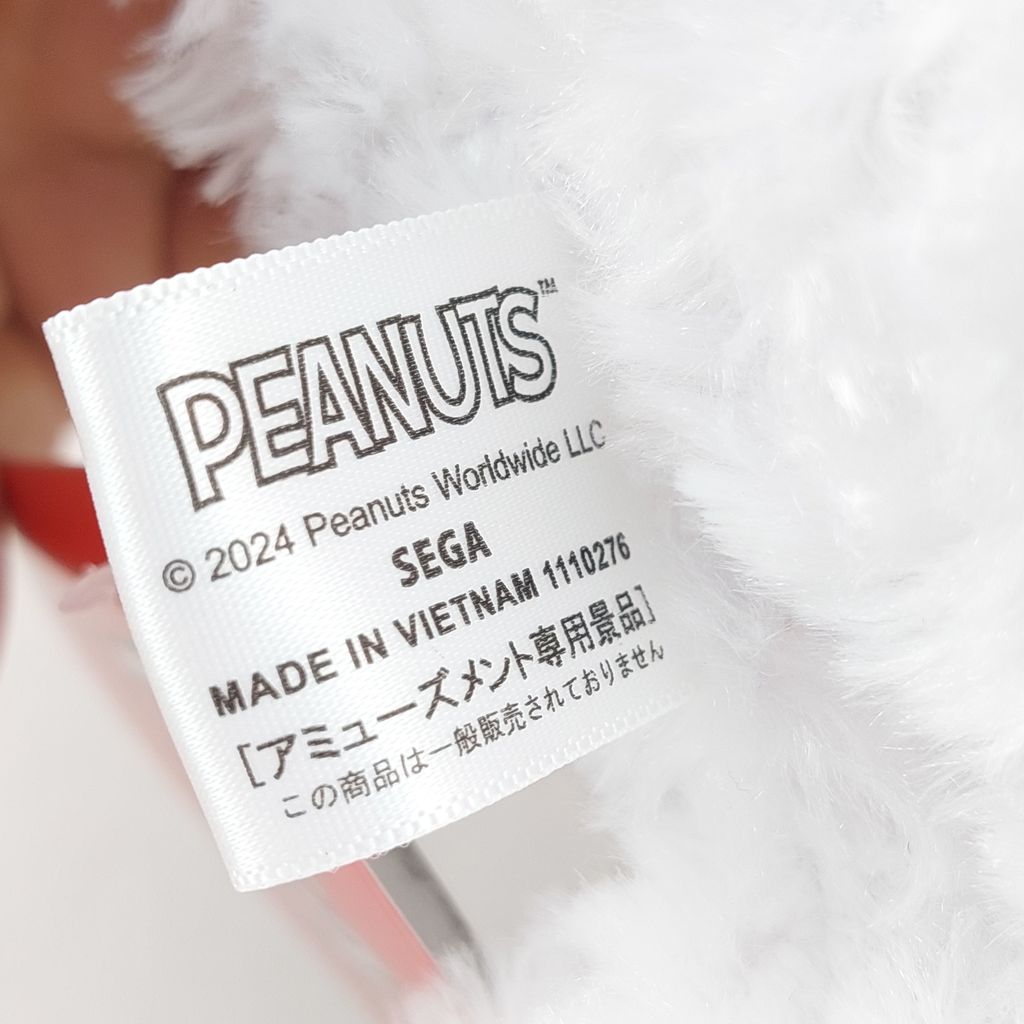 PEANUTS™
© 2024 Peanuts Worldwide LLC
SEGA
MADE IN VIETNAM 1110276
[アミューズメント専用景品]
この商品は一般販売されておりません